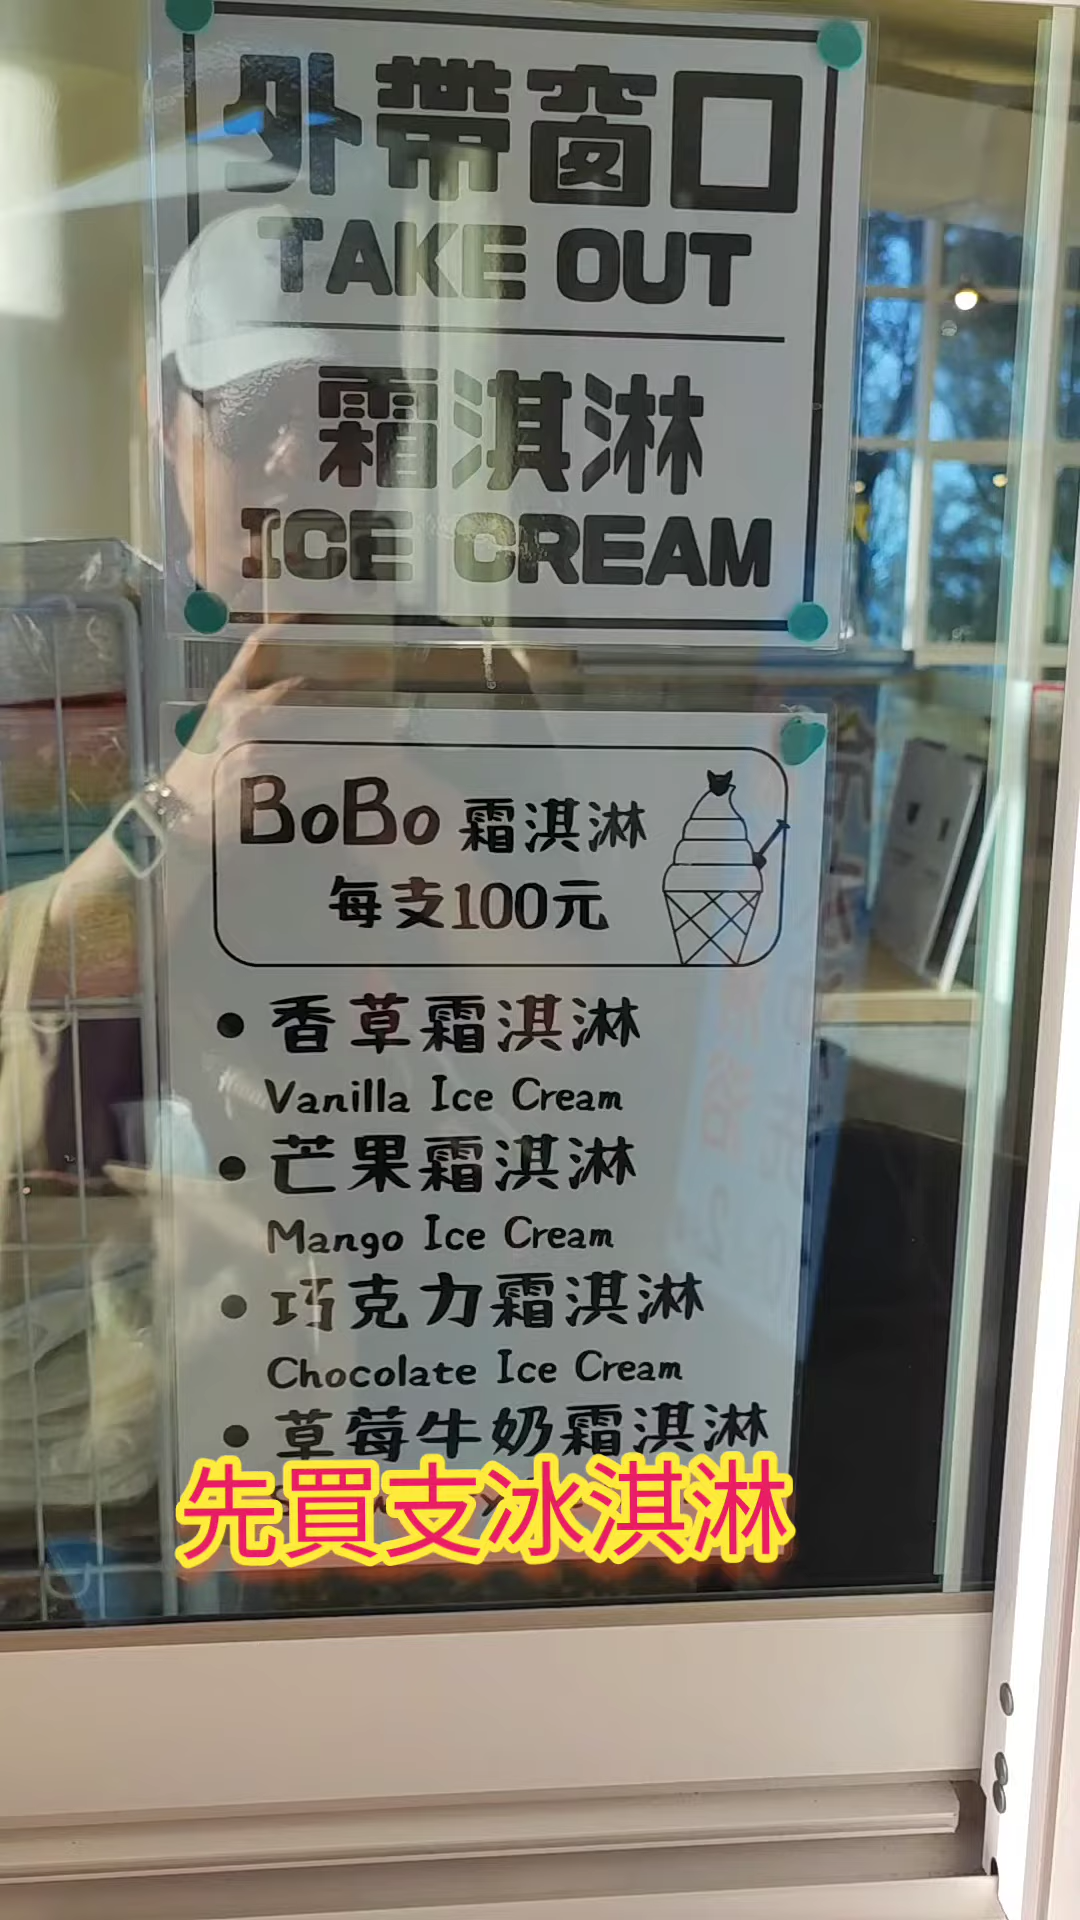 外帶窗口
TAKE OUT
霜淇淋
ICE CREAM
BoBo 霜淇淋
每支100元
• 香草霜淇淋
Vanilla Ice Cream
• 芒果霜淇淋
Mango Ice Cream
• 巧克力霜淇淋
Chocolate Ice Cream
• 草莓牛奶霜淇淋
先買支冰淇淋